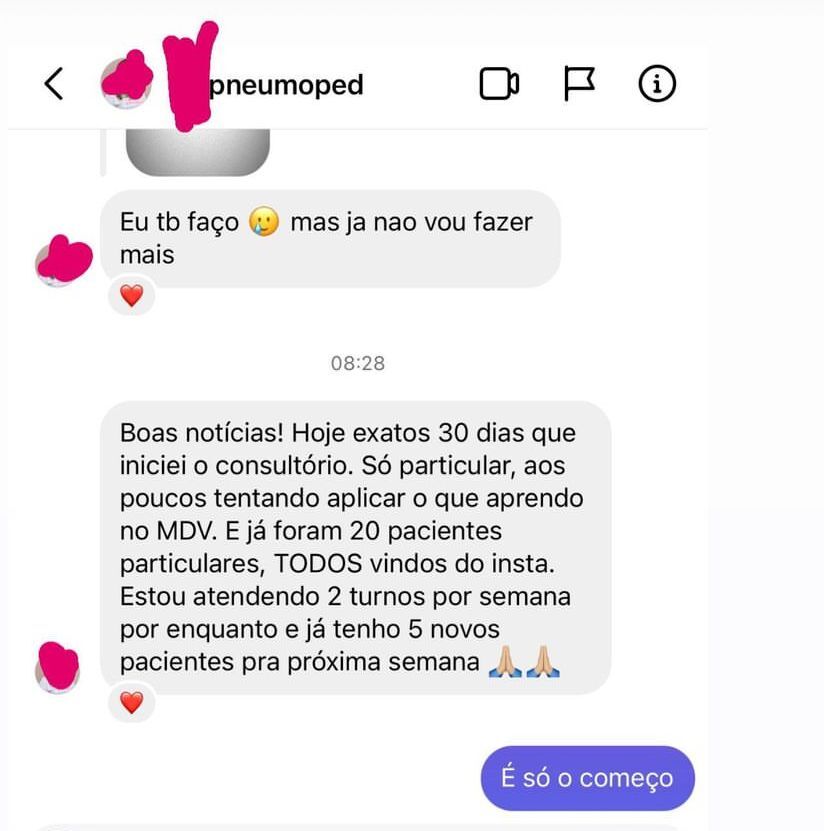 pneumoped
Eu tb faço 🥲 mas ja nao vou fazer
mais
08:28
Boas notícias! Hoje exatos 30 dias que
iniciei o consultório. Só particular, aos
poucos tentando aplicar o que aprendo
no MDV. E já foram 20 pacientes
particulares, TODOS vindos do insta.
Estou atendendo 2 turnos por semana
por enquanto e já tenho 5 novos
pacientes pra próxima semana 🙏🏼🙏🏼
É só o começo